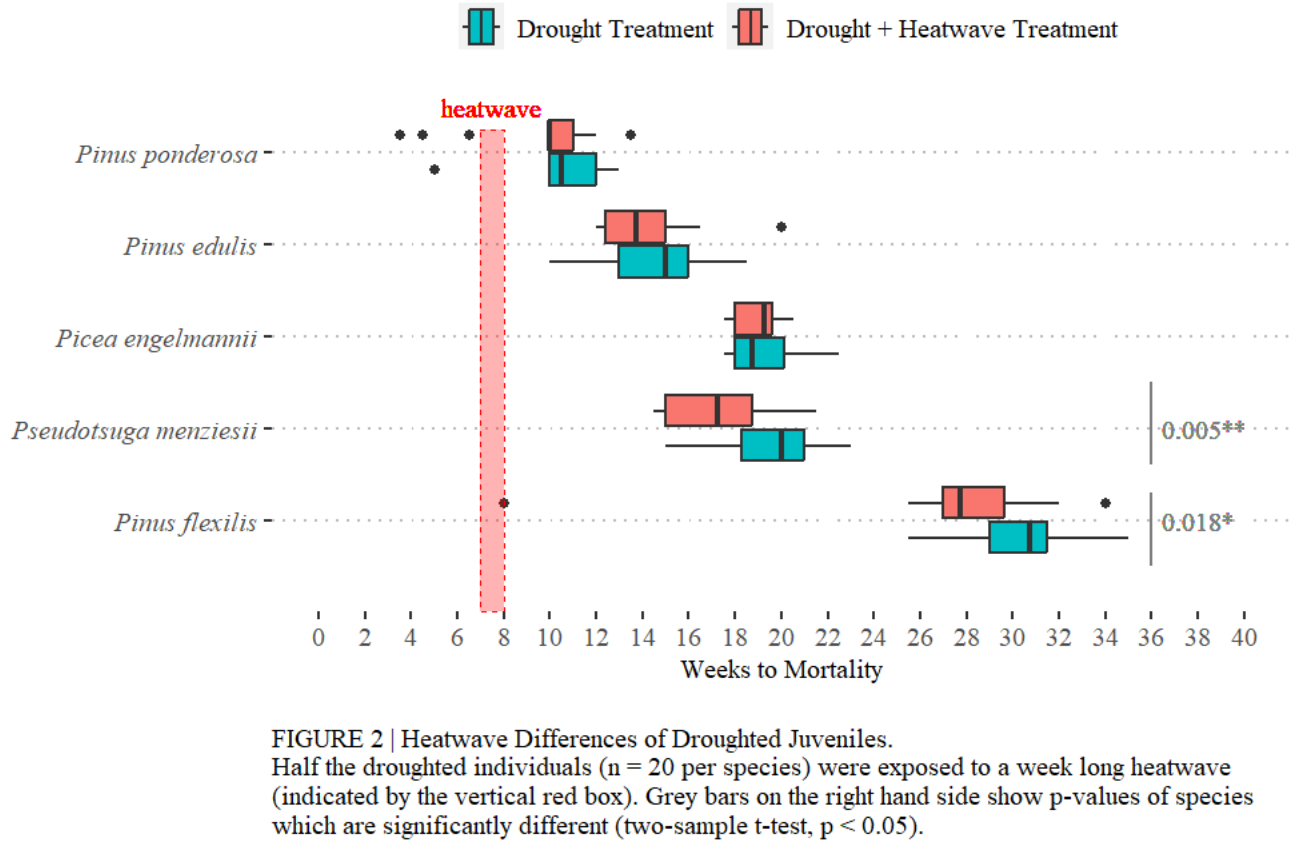 Drought Treatment Drought + Heatwave Treatment
heatwave
Pinus ponderosa
Pinus edulis
Picea engelmannii
Pseudotsuga menziesii
0.005**
Pinus flexilis
0.018*
0 2 4 6 8 10 12 14 16 18 20 22 24 26 28 30 32 34 36 38 40
Weeks to Mortality
FIGURE 2 | Heatwave Differences of Droughted Juveniles.
Half the droughted individuals (n = 20 per species) were exposed to a week long heatwave
(indicated by the vertical red box). Grey bars on the right hand side show p-values of species
which are significantly different (two-sample t-test, p < 0.05).